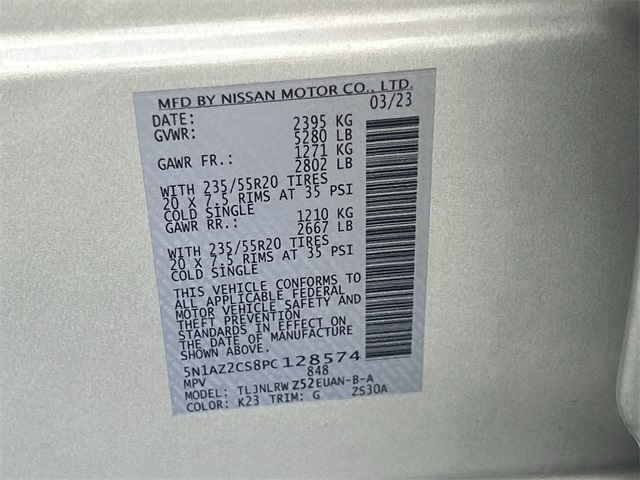 MFD BY NISSAN MOTOR CO., LTD.
DATE: 03/23
GVWR: 2395 KG
5280 LB
GAWR FR.: 1271 KG
2802 LB
WITH 235/55R20 TIRES
20 X 7.5 RIMS AT 35 PSI
COLD SINGLE
GAWR RR.: 1210 KG
2667 LB
WITH 235/55R20 TIRES
20 X 7.5 RIMS AT 35 PSI
COLD SINGLE
THIS VEHICLE CONFORMS TO
ALL APPLICABLE FEDERAL
MOTOR VEHICLE SAFETY AND
THEFT PREVENTION
STANDARDS IN EFFECT ON
THE DATE OF MANUFACTURE
SHOWN ABOVE.
5N1AZ2CS8PC128574
MPV 848
MODEL: TLJNLRW Z52EUAN-B-A
COLOR: K23 TRIM: G ZS30A